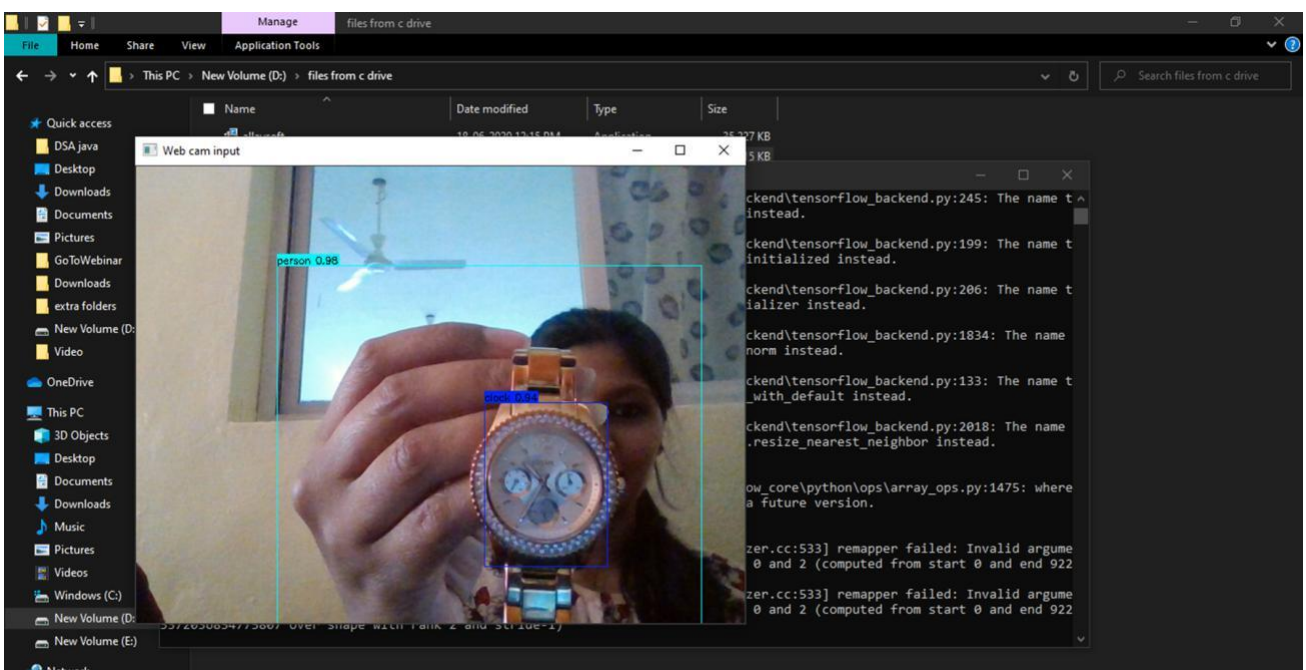 Manage
files from c drive
File
Home
Share
View
Application Tools
This PC
New Volume (D:)
files from c drive
Search files from c drive
Name
Date modified
Type
Size
Quick access
DSA java
Desktop
Downloads
Documents
Pictures
GoToWebinar
Downloads
extra folders
New Volume (D:
Video
OneDrive
This PC
3D Objects
Desktop
Documents
Downloads
Music
Pictures
Videos
Windows (C:)
New Volume (D:
New Volume (E:)
KB
5 KB
Web cam input
person 0.98
clock 0.94
ckend\tensorflow_backend.py:245: The name t
instead.
ckend\tensorflow_backend.py:199: The name t
initialized instead.
ckend\tensorflow_backend.py:206: The name t
ializer instead.
ckend\tensorflow_backend.py:1834: The name
norm instead.
ckend\tensorflow_backend.py:133: The name t
_with_default instead.
ckend\tensorflow_backend.py:2018: The name
.resize_nearest_neighbor instead.
ow_core\python\ops\array_ops.py:1475: where
a future version.
zer.cc:533] remapper failed: Invalid argume
0 and 2 (computed from start 0 and end 922
zer.cc:533] remapper failed: Invalid argume
0 and 2 (computed from start 0 and end 922
over shape with rank 2 and stride-1)